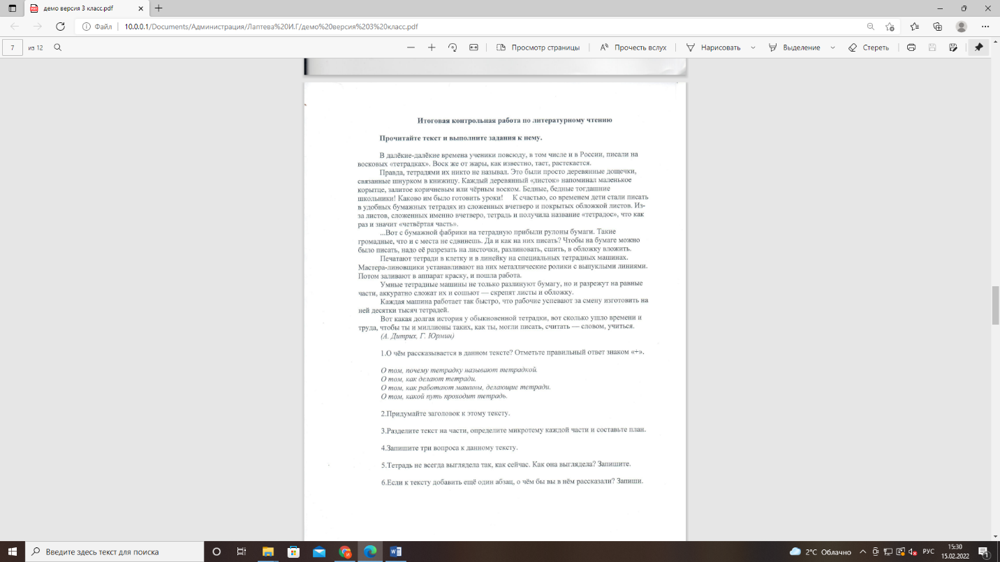 демо версия 3 класс.pdf
Файл
10.0.0.1/Documents/Администрация/Лаптева%20И.Г/демо%20версия%203%20класс.pdf
7 из 12
Просмотр страницы
Прочесть вслух
Нарисовать
Выделение
Стереть
Итоговая контрольная работа по литературному чтению
Прочитайте текст и выполните задания к нему.
В далёкие-далёкие времена ученики повсюду, в том числе и в России, писали на
восковых «тетрадках». Воск же от жары, как известно, тает, растекается.
Правда, тетрадями их никто не называл. Это были просто деревянные дощечки,
связанные шнурком в книжицу. Каждый деревянный «листок» напоминал маленькое
корытце, залитое коричневым или чёрным воском. Бедные, бедные тогдашние
школьники! Каково им было готовить уроки! К счастью, со временем дети стали писать
в удобных бумажных тетрадях из сложенных вчетверо и покрытых обложкой листов. Из-
за листов, сложенных именно вчетверо, тетрадь и получила название «тетрадос», что как
раз и значит «четвёртая часть».
...Вот с бумажной фабрики на тетрадную прибыли рулоны бумаги. Такие
громадные, что и с места не сдвинешь. Да и как на них писать? Чтобы на бумаге можно
было писать, надо её разрезать на листочки, разлиновать, сшить, в обложку вложить.
Печатают тетради в клетку и в линейку на специальных тетрадных машинах.
Мастера-линовщики устанавливают на них металлические ролики с выпуклыми линиями.
Потом заливают в аппарат краску, и пошла работа.
Умные тетрадные машины не только разлинуют бумагу, но и разрежут на равные
части, аккуратно сложат их и сошьют — скрепят листы и обложку.
Каждая машина работает так быстро, что рабочие успевают за смену изготовить на
ней десятки тысяч тетрадей.
Вот какая долгая история у обыкновенной тетрадки, вот сколько ушло времени и
труда, чтобы ты и миллионы таких, как ты, могли писать, считать — словом, учиться.
(А. Дитрих, Г. Юрмин)
1.О чём рассказывается в данном тексте? Отметьте правильный ответ знаком «+».
О том, почему тетрадку называют тетрадкой.
О том, как делают тетради.
О том, как работают машины, делающие тетради.
О том, какой путь проходит тетрадь.
2.Придумайте заголовок к этому тексту.
3.Разделите текст на части, определите микротему каждой части и составьте план.
4.Запишите три вопроса к данному тексту.
5.Тетрадь не всегда выглядела так, как сейчас. Как она выглядела? Запишите.
6.Если к тексту добавить ещё один абзац, о чём бы вы в нём рассказали? Запиши.
Введите здесь текст для поиска
2°C Облачно
РУС
15:30
15.02.2022
1